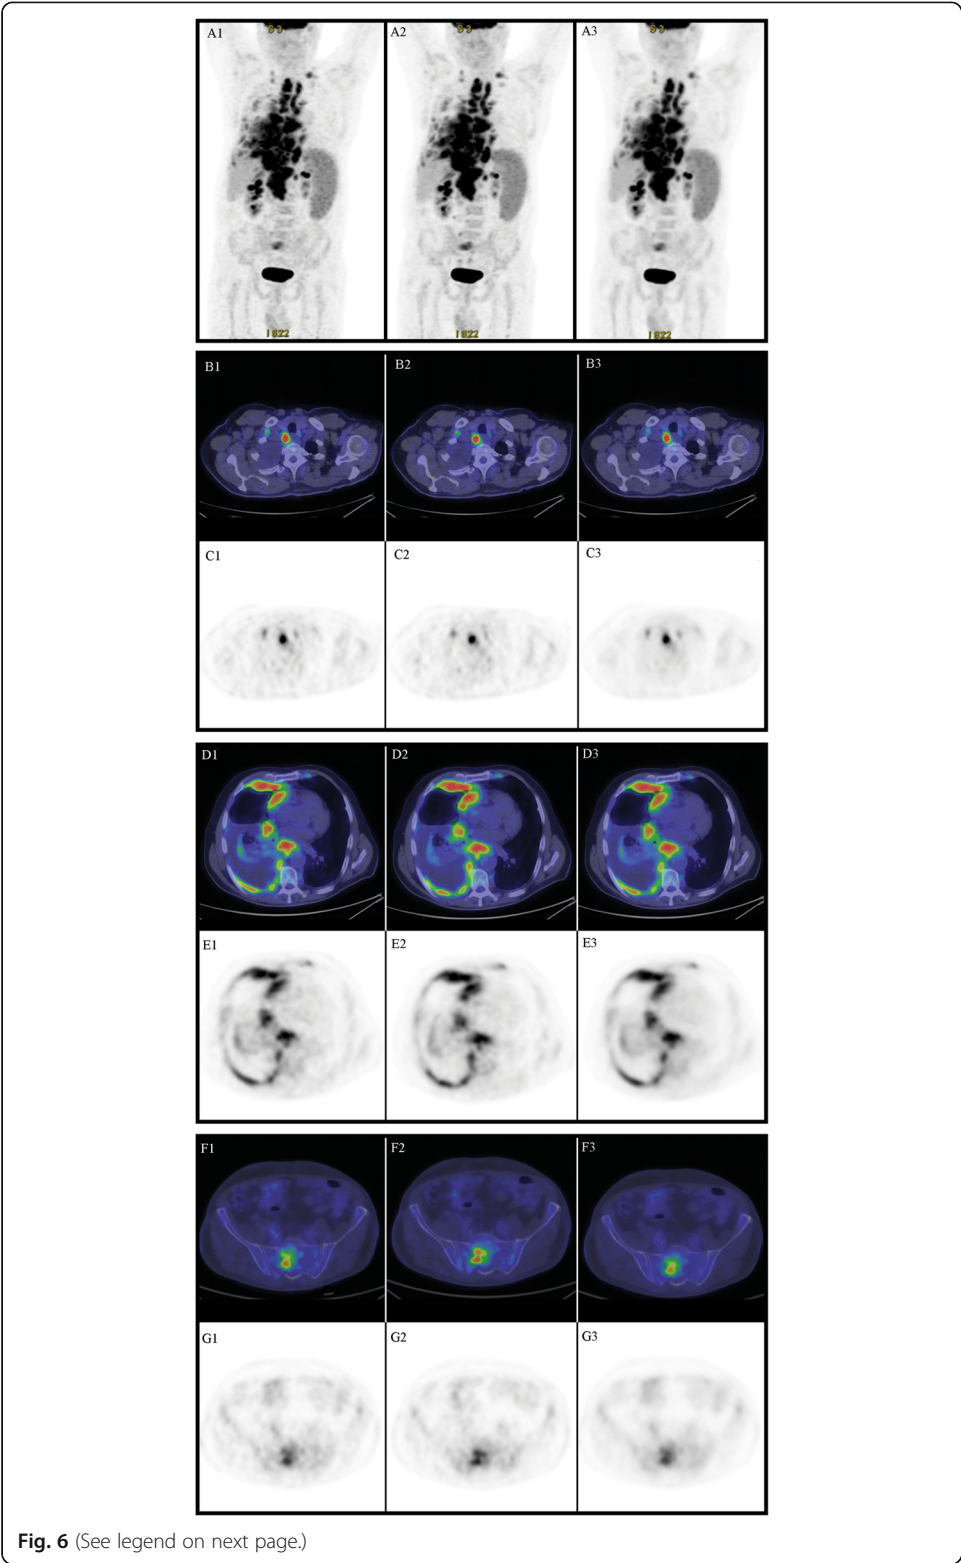 A1 A2 A3
B1 B2 B3
C1 C2 C3
D1 D2 D3
E1 E2 E3
F1 F2 F3
G1 G2 G3
Fig. 6 (See legend on next page.)